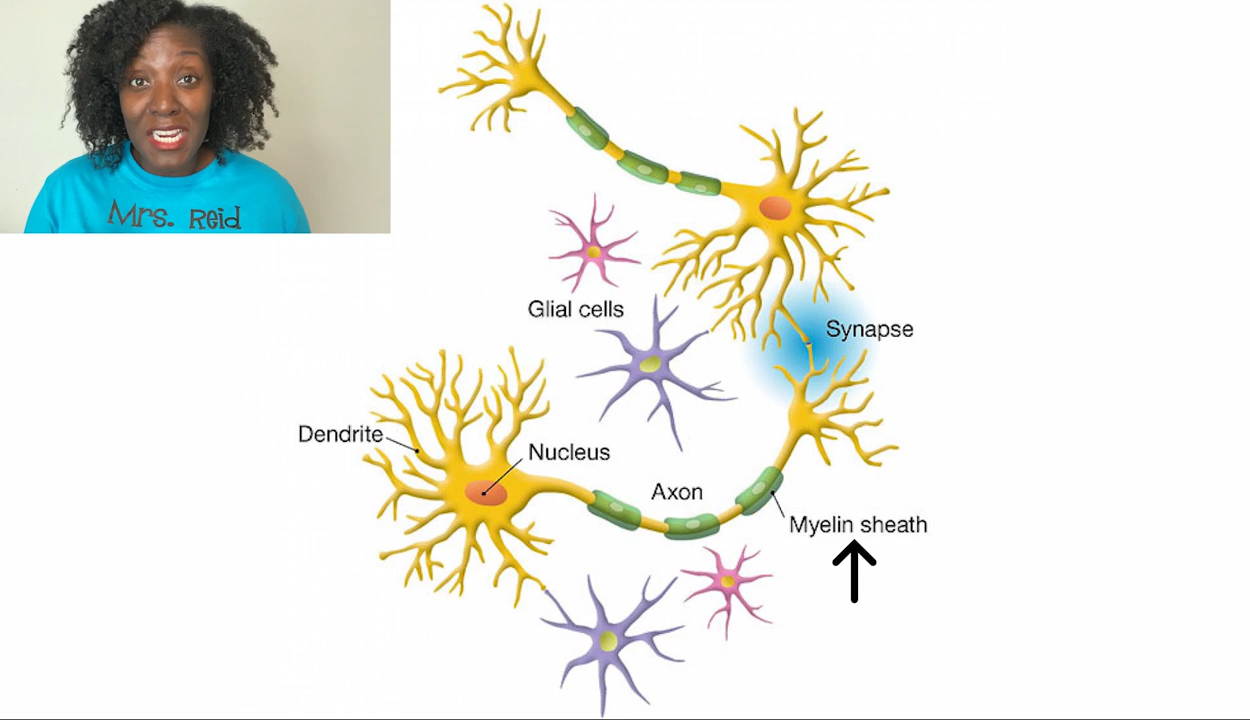 Mrs. Reid
Glial cells
Synapse
Dendrite
Nucleus
Axon
Myelin sheath